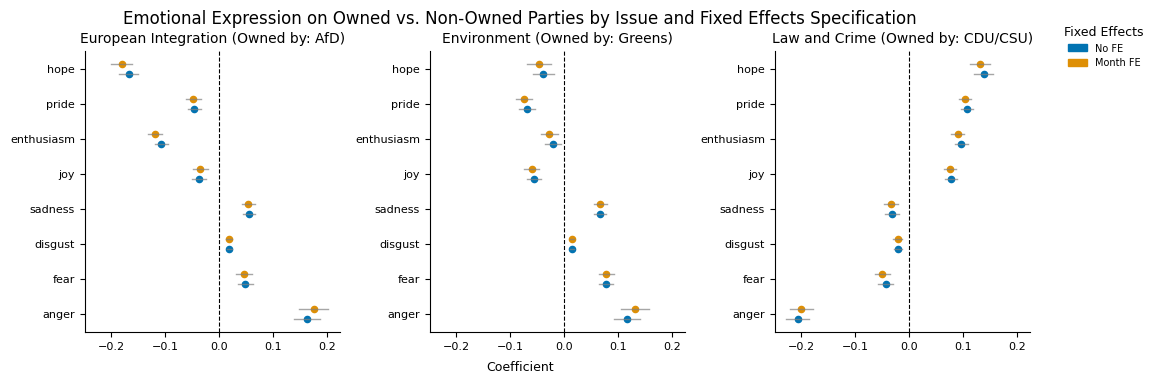 Emotional Expression on Owned vs. Non-Owned Parties by Issue and Fixed Effects Specification
European Integration (Owned by: AfD)
hope
pride
enthusiasm
joy
sadness
disgust
fear
anger
−0.2 −0.1 0.0 0.1 0.2
Environment (Owned by: Greens)
hope
pride
enthusiasm
joy
sadness
disgust
fear
anger
−0.2 −0.1 0.0 0.1 0.2
Coefficient
Law and Crime (Owned by: CDU/CSU)
hope
pride
enthusiasm
joy
sadness
disgust
fear
anger
−0.2 −0.1 0.0 0.1 0.2
Fixed Effects
No FE
Month FE